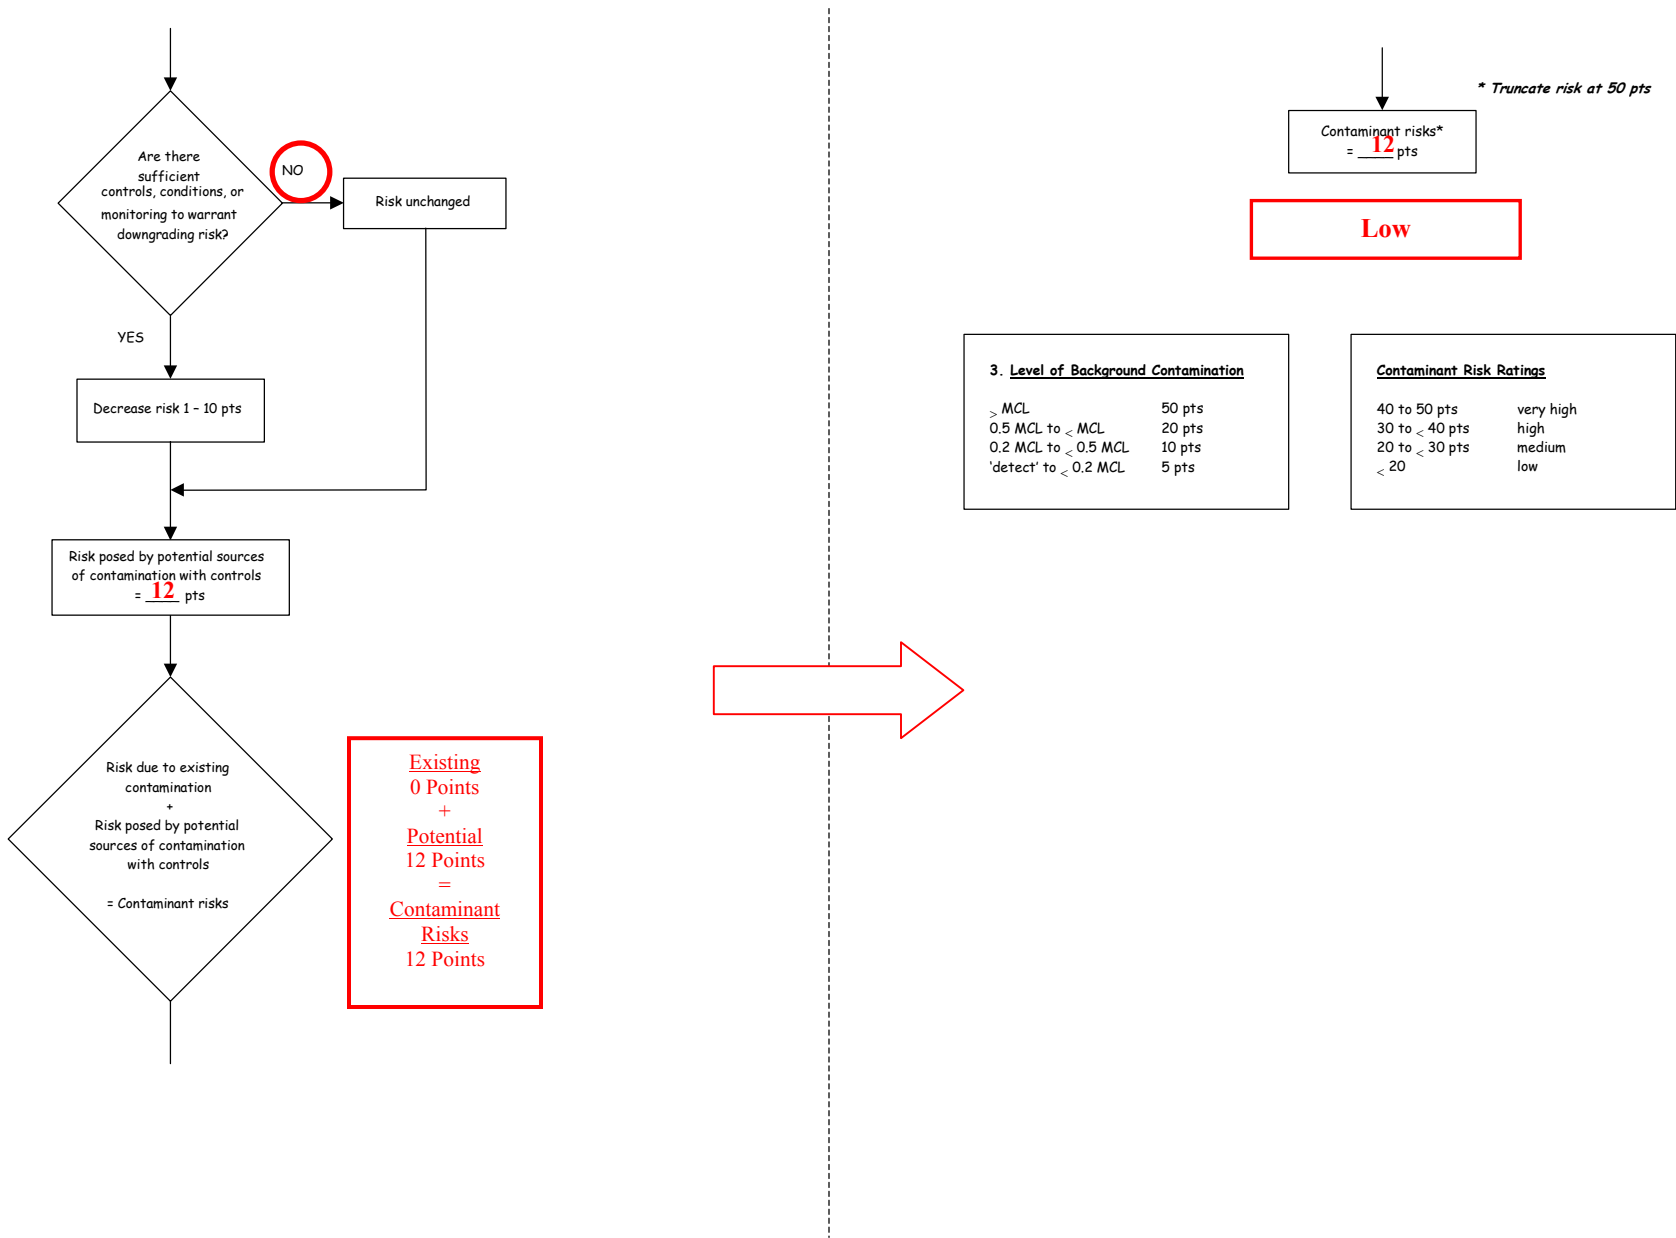 Are there
sufficient
controls, conditions, or
monitoring to warrant
downgrading risk?
NO
Risk unchanged
YES
Decrease risk 1 – 10 pts
Risk posed by potential sources
of contamination with controls
= 12 pts
Risk due to existing
contamination
+
Risk posed by potential
sources of contamination
with controls
= Contaminant risks
Existing
0 Points
+
Potential
12 Points
=
Contaminant
Risks
12 Points
* Truncate risk at 50 pts
Contaminant risks*
= 12 pts
Low
3. Level of Background Contamination
> MCL 50 pts
0.5 MCL to < MCL 20 pts
0.2 MCL to < 0.5 MCL 10 pts
‘detect’ to < 0.2 MCL 5 pts
Contaminant Risk Ratings
40 to 50 pts very high
30 to < 40 pts high
20 to < 30 pts medium
< 20 low